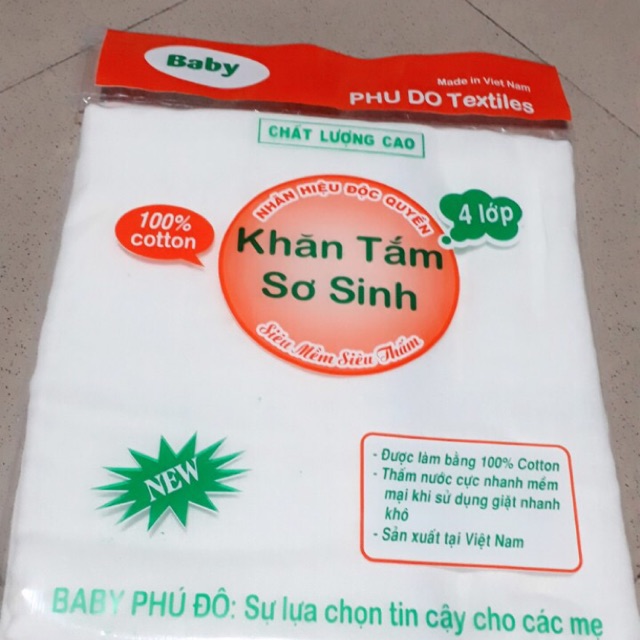 Baby
Made in Viet Nam
PHU DO Textiles
CHẤT LƯỢNG CAO
NHÃN HIỆU ĐỘC QUYỀN
4 lớp
100%
cotton
Khăn Tắm
Sơ Sinh
Siêu Mềm Siêu Thấm
NEW
- Được làm bằng 100% Cotton
- Thấm nước cực nhanh mềm
mại khi sử dụng giặt nhanh
khô
- Sản xuất tại Việt Nam
BABY PHÚ ĐÔ: Sự lựa chọn tin cậy cho các mẹ